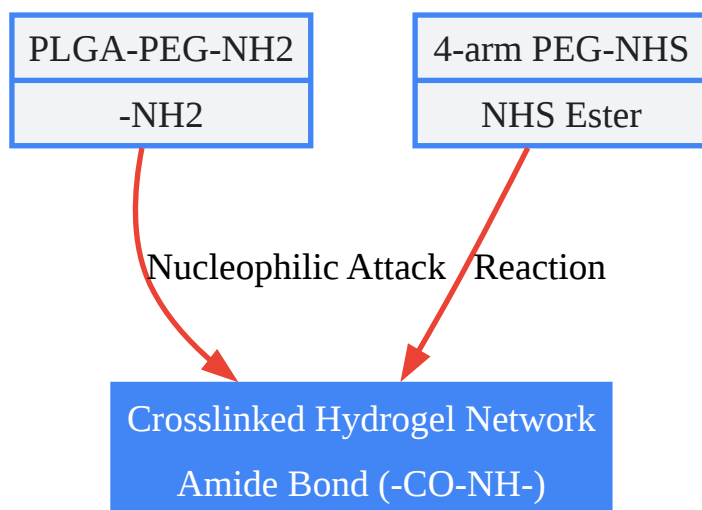 PLGA-PEG-NH2
-NH2
4-arm PEG-NHS
NHS Ester
Nucleophilic Attack
Reaction
Crosslinked Hydrogel Network
Amide Bond (-CO-NH-)